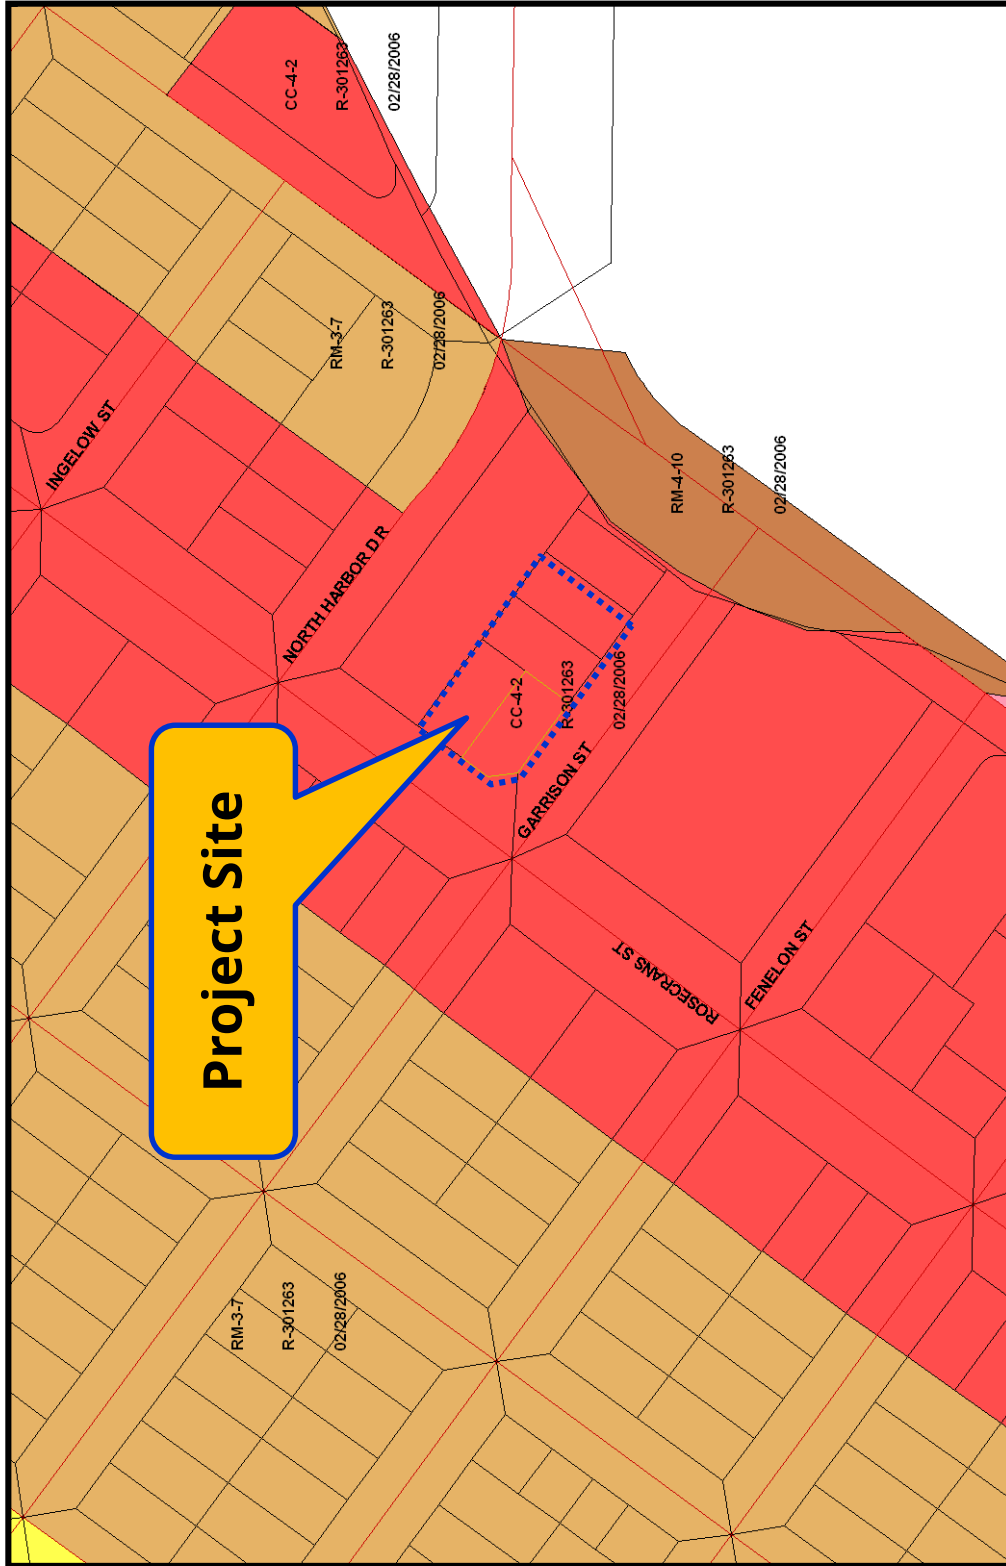 CC-4-2
R-301263
02/28/2006
RM-3-7
R-301263
02/28/2006
INGELOW ST
NORTH HARBOR DR
RM-4-10
R-301263
02/28/2006
CC-4-2
R-301263
02/28/2006
GARRISON ST
Project Site
ROSECRANS ST
FENELON ST
RM-3-7
R-301263
02/28/2006